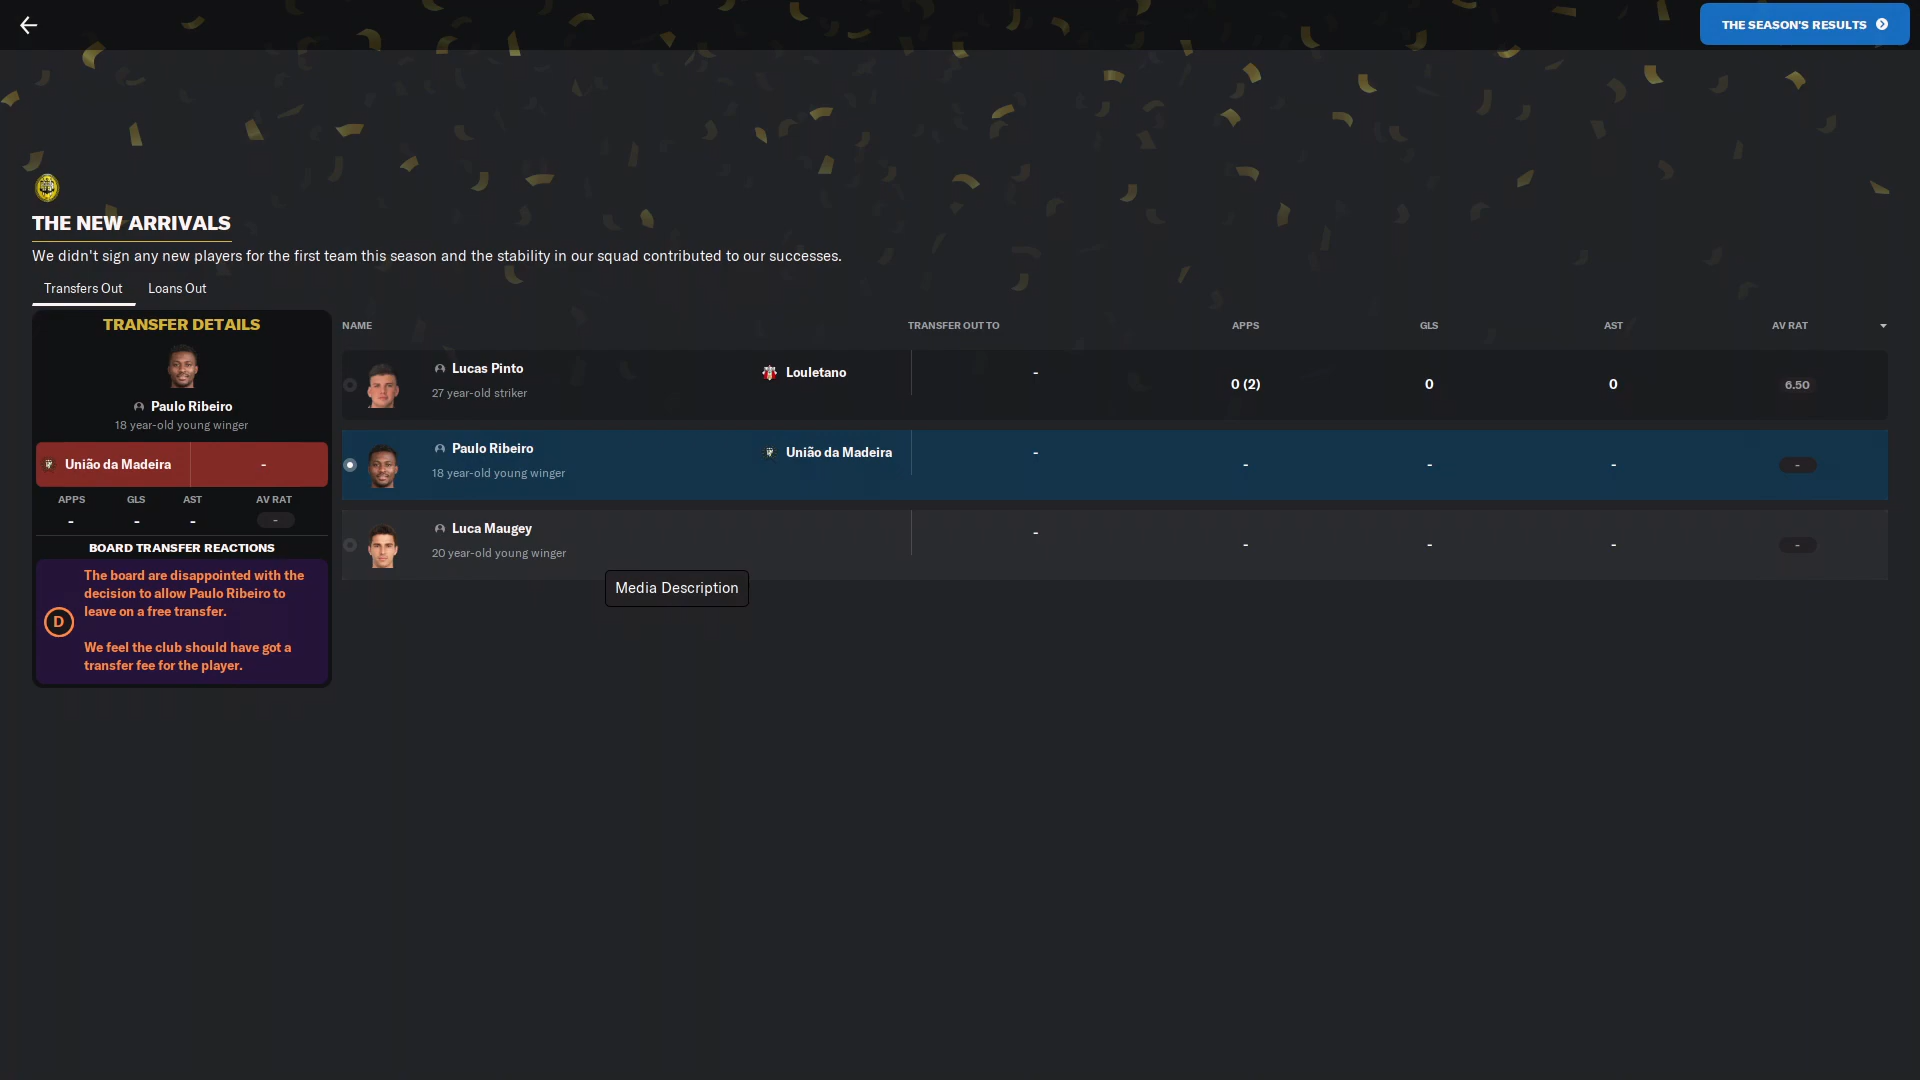 THE SEASON'S RESULTS
THE NEW ARRIVALS
We didn't sign any new players for the first team this season and the stability in our squad contributed to our successes.
Transfers Out
Loans Out
TRANSFER DETAILS
Paulo Ribeiro
18 year-old young winger
União da Madeira
-
APPS GLS AST AV RAT
- - - -
BOARD TRANSFER REACTIONS
D
The board are disappointed with the
decision to allow Paulo Ribeiro to
leave on a free transfer.
We feel the club should have got a
transfer fee for the player.
NAME TRANSFER OUT TO APPS GLS AST AV RAT
Lucas Pinto
27 year-old striker
Louletano - 0 (2) 0 0 6.50
Paulo Ribeiro
18 year-old young winger
União da Madeira - - - - -
Luca Maugey
20 year-old young winger
- - - - -
Media Description